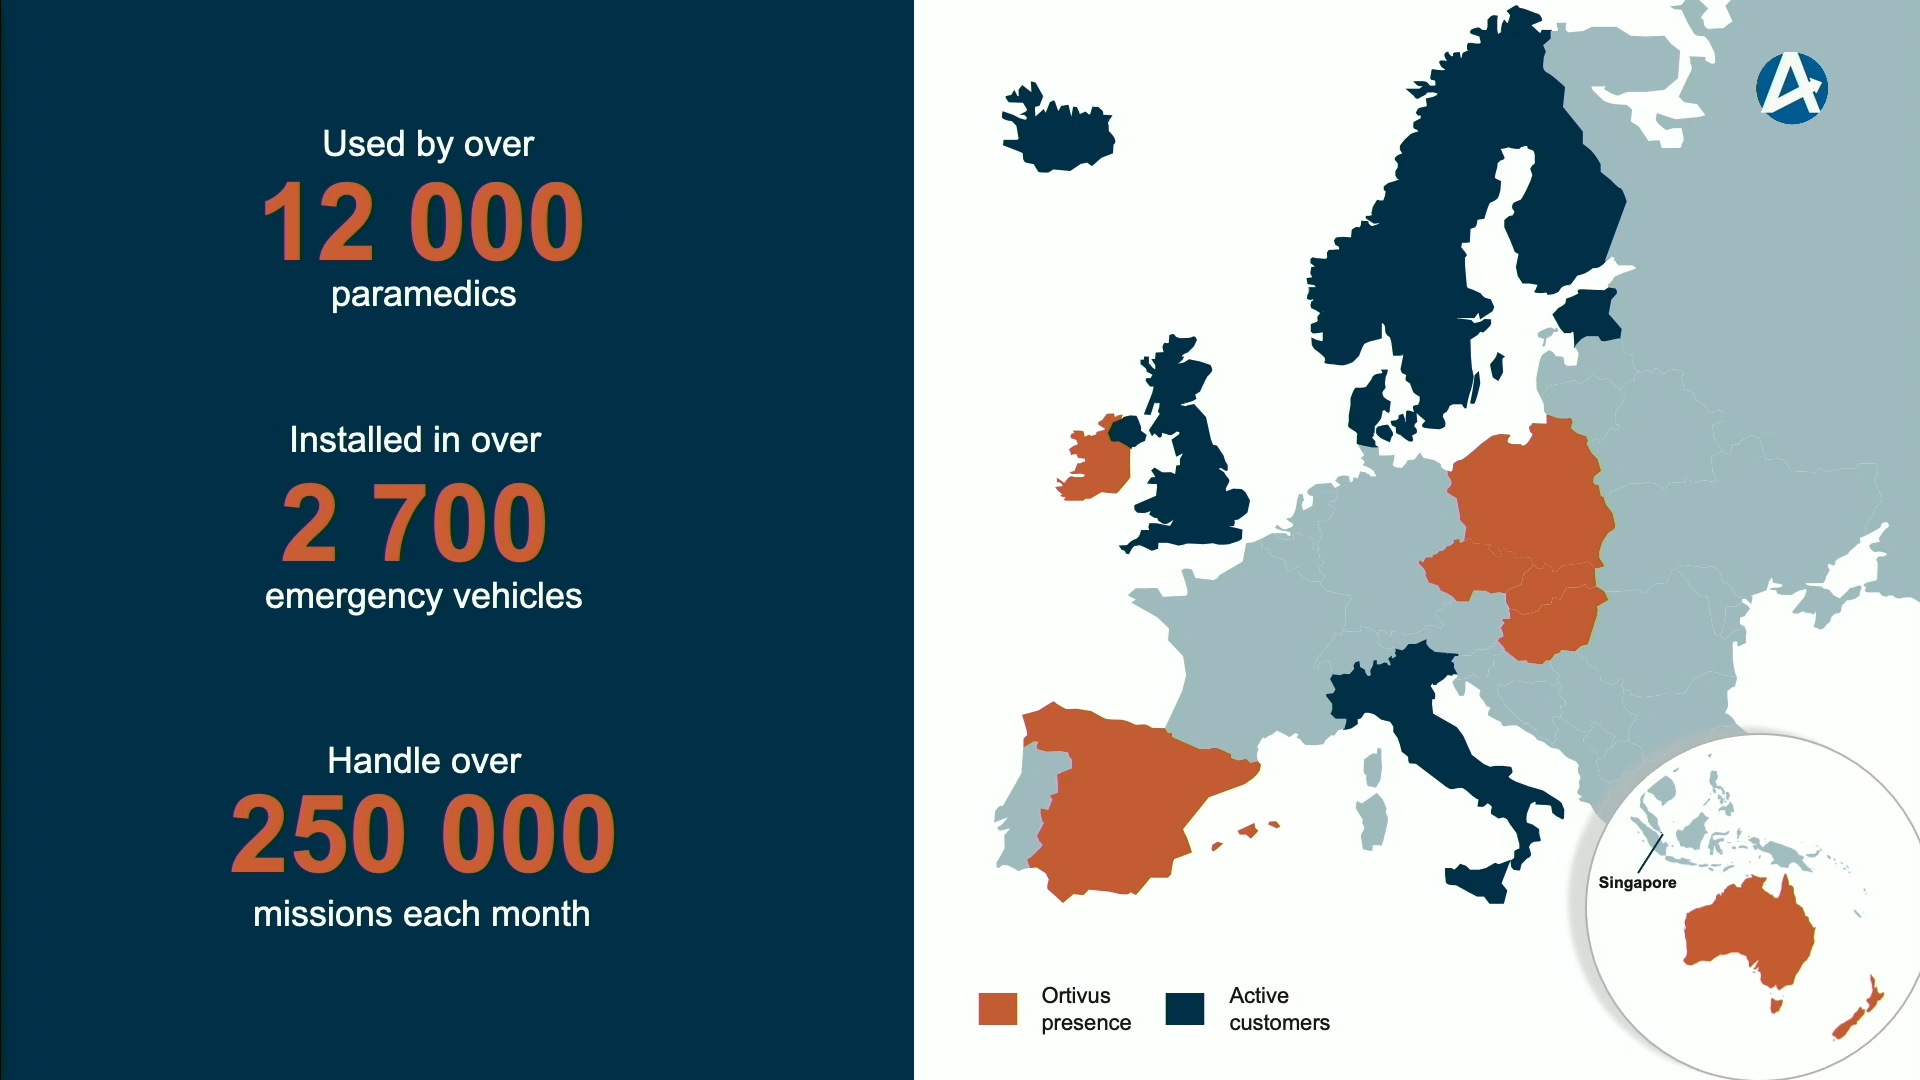 Used by over
12 000
paramedics
Installed in over
2 700
emergency vehicles
Handle over
250 000
missions each month
Singapore
Ortivus
presence
Active
customers